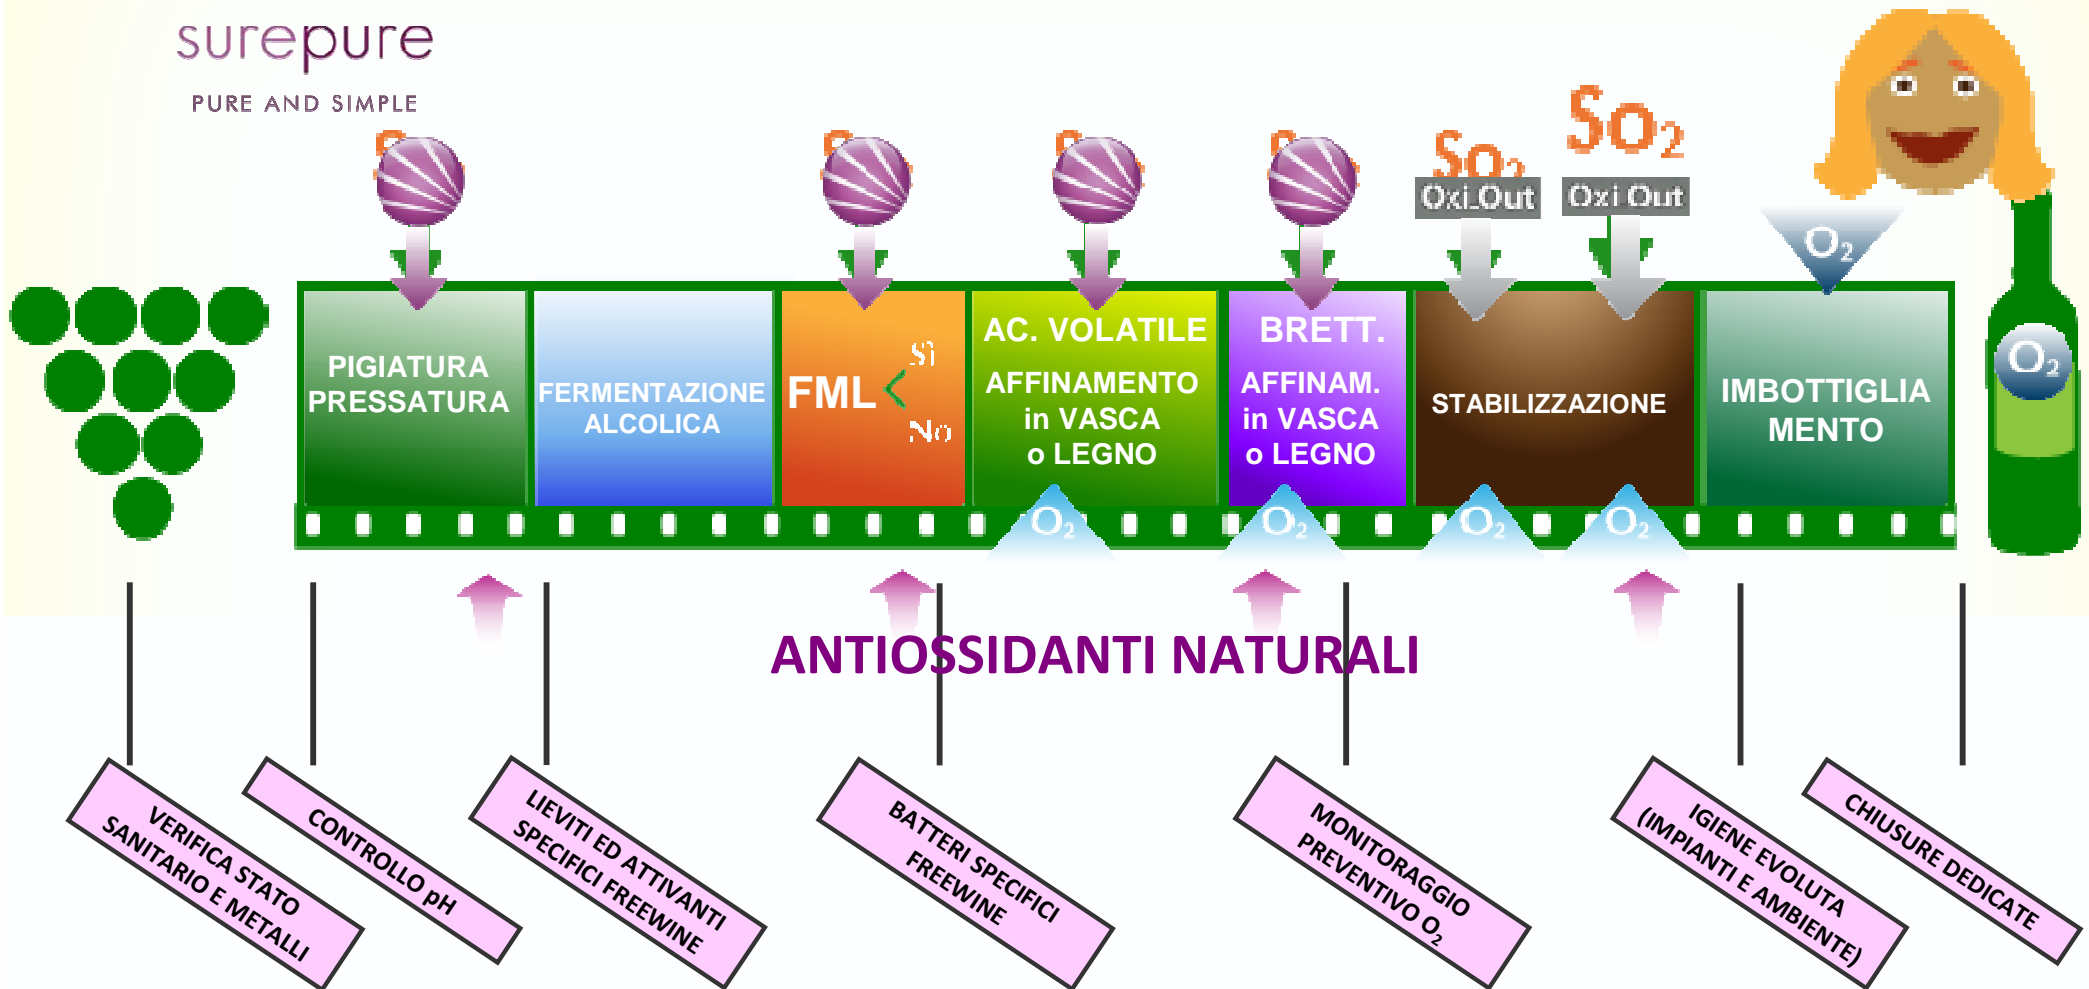 surepure
PURE AND SIMPLE
So₂
Oxi Out
So₂
Oxi Out
O₂
O₂
PIGIATURA
PRESSATURA
FERMENTAZIONE
ALCOLICA
FML
Sì
No
AC. VOLATILE
AFFINAMENTO
in VASCA
o LEGNO
BRETT.
AFFINAM.
in VASCA
o LEGNO
STABILIZZAZIONE
IMBOTTIGLIA
MENTO
O₂
O₂
O₂
O₂
ANTIOSSIDANTI NATURALI
VERIFICA STATO
SANITARIO E METALLI
CONTROLLO pH
LIEVITI ED ATTIVANTI
SPECIFICI FREEWINE
BATTERI SPECIFICI
FREEWINE
MONITORAGGIO
PREVENTIVO O₂
IGIENE EVOLUTA
(IMPIANTI E AMBIENTE)
CHIUSURE DEDICATE